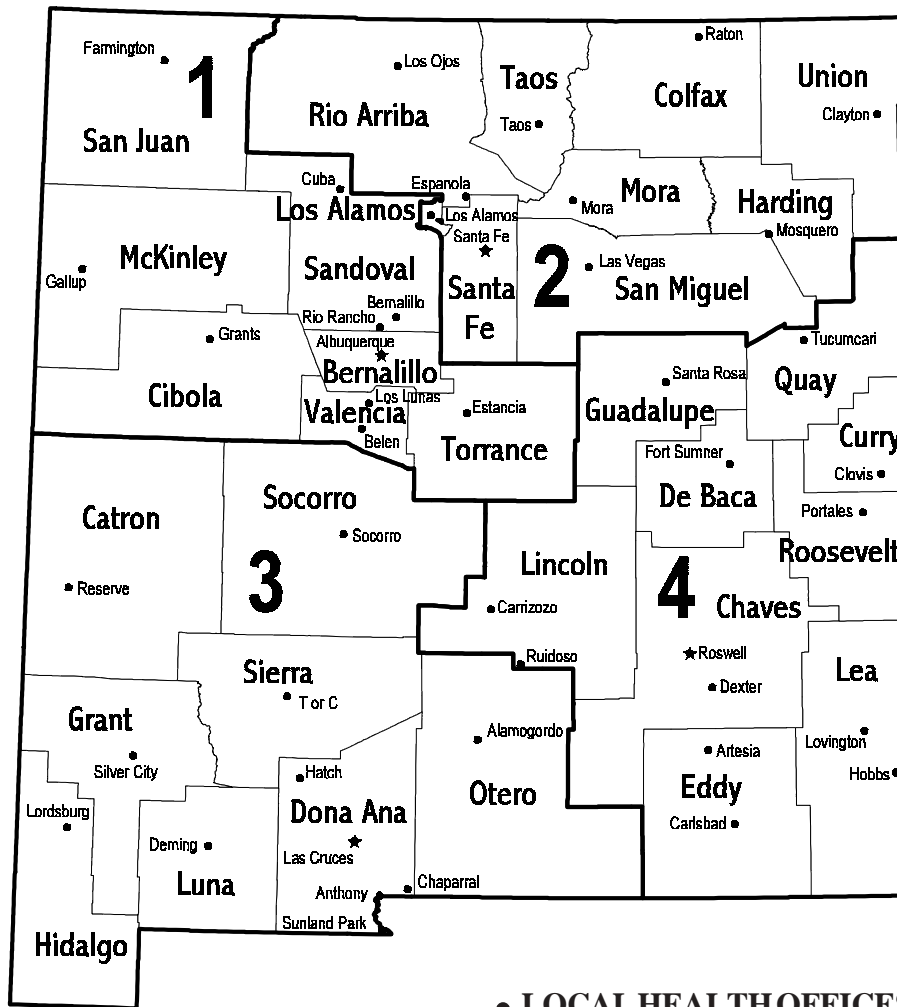 Farmington
1
San Juan
Raton
Los Ojos
Rio Arriba
Taos
Taos
Colfax
Union
Clayton
Cuba
Espanola
Los Alamos
Los Alamos
Santa Fe
Mora
Mora
Harding
Mosquero
McKinley
Gallup
Sandoval
Bernalillo
Rio Rancho
Santa
Fe
2
Las Vegas
San Miguel
Grants
Cibola
Albuquerque
Bernalillo
Los Lunas
Valencia
Belen
Estancia
Torrance
Santa Rosa
Guadalupe
Tucumcari
Quay
Curry
Clovis
Fort Sumner
De Baca
Portales
Roosevelt
Catron
Reserve
Socorro
Socorro
3
Lincoln
Carrizozo
Ruidoso
4
Chaves
Roswell
Dexter
Lea
Lovington
Hobbs
Sierra
T or C
Grant
Silver City
Alamogordo
Otero
Artesia
Eddy
Carlsbad
Lordsburg
Hatch
Dona Ana
Las Cruces
Deming
Luna
Anthony
Chaparral
Sunland Park
Hidalgo
• LOCAL HEALTH OFFICES